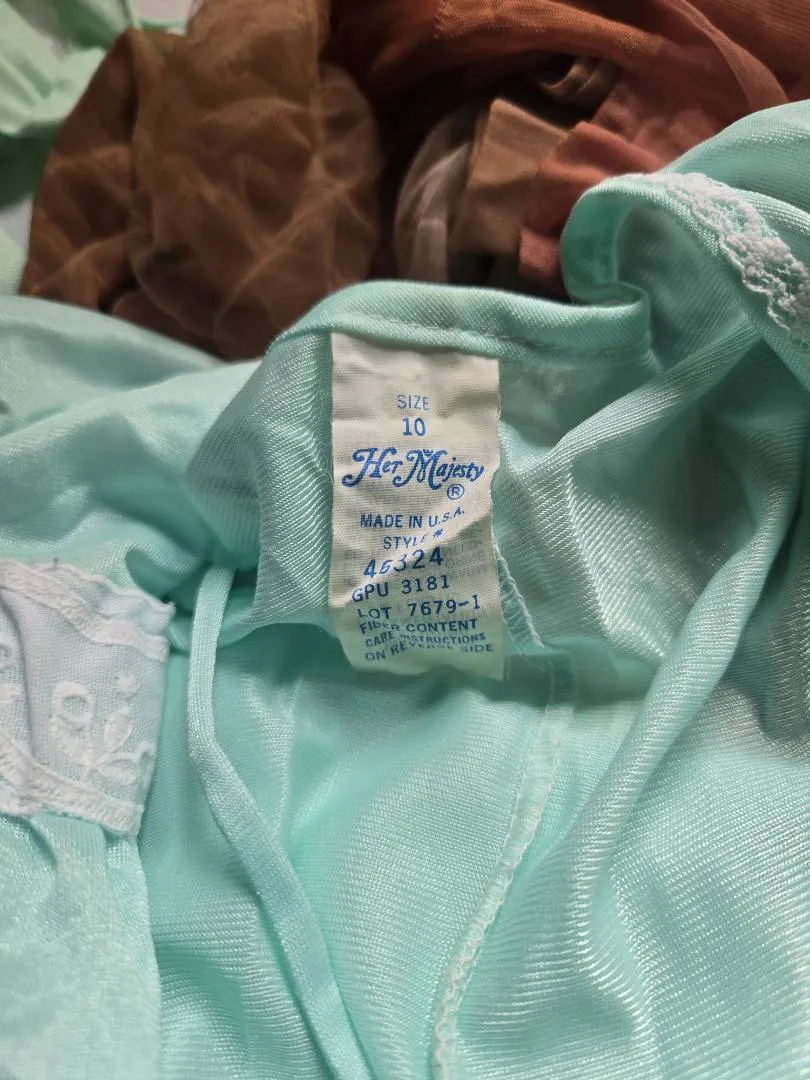 SIZE
10
Her Majesty
®
MADE IN U.S.A.
STYLE #
46324
GPU 3181
LOT 7679-1
FIBER CONTENT
CARE INSTRUCTIONS
ON REVERSE SIDE